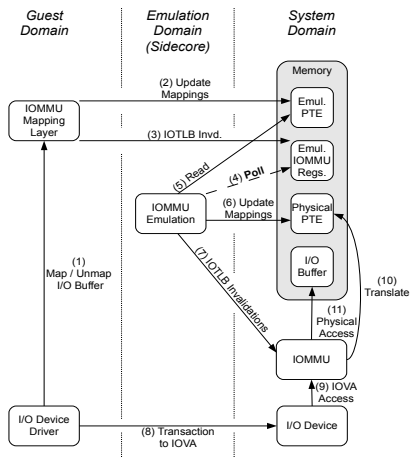 Guest
Domain
Emulation
Domain
(Sidecore)
System
Domain
Memory
(2) Update
Mappings
IOMMU
Mapping
Layer
Emul.
PTE
(3) IOTLB Invd.
Emul.
IOMMU
Regs.
(5) Read
(4) Poll
IOMMU
Emulation
(6) Update
Mappings
Physical
PTE
(1)
Map / Unmap
I/O Buffer
(7) IOTLB Invalidations
I/O
Buffer
(10)
Translate
(11)
Physical
Access
IOMMU
(9) IOVA
Access
I/O Device
Driver
(8) Transaction
to IOVA
I/O Device